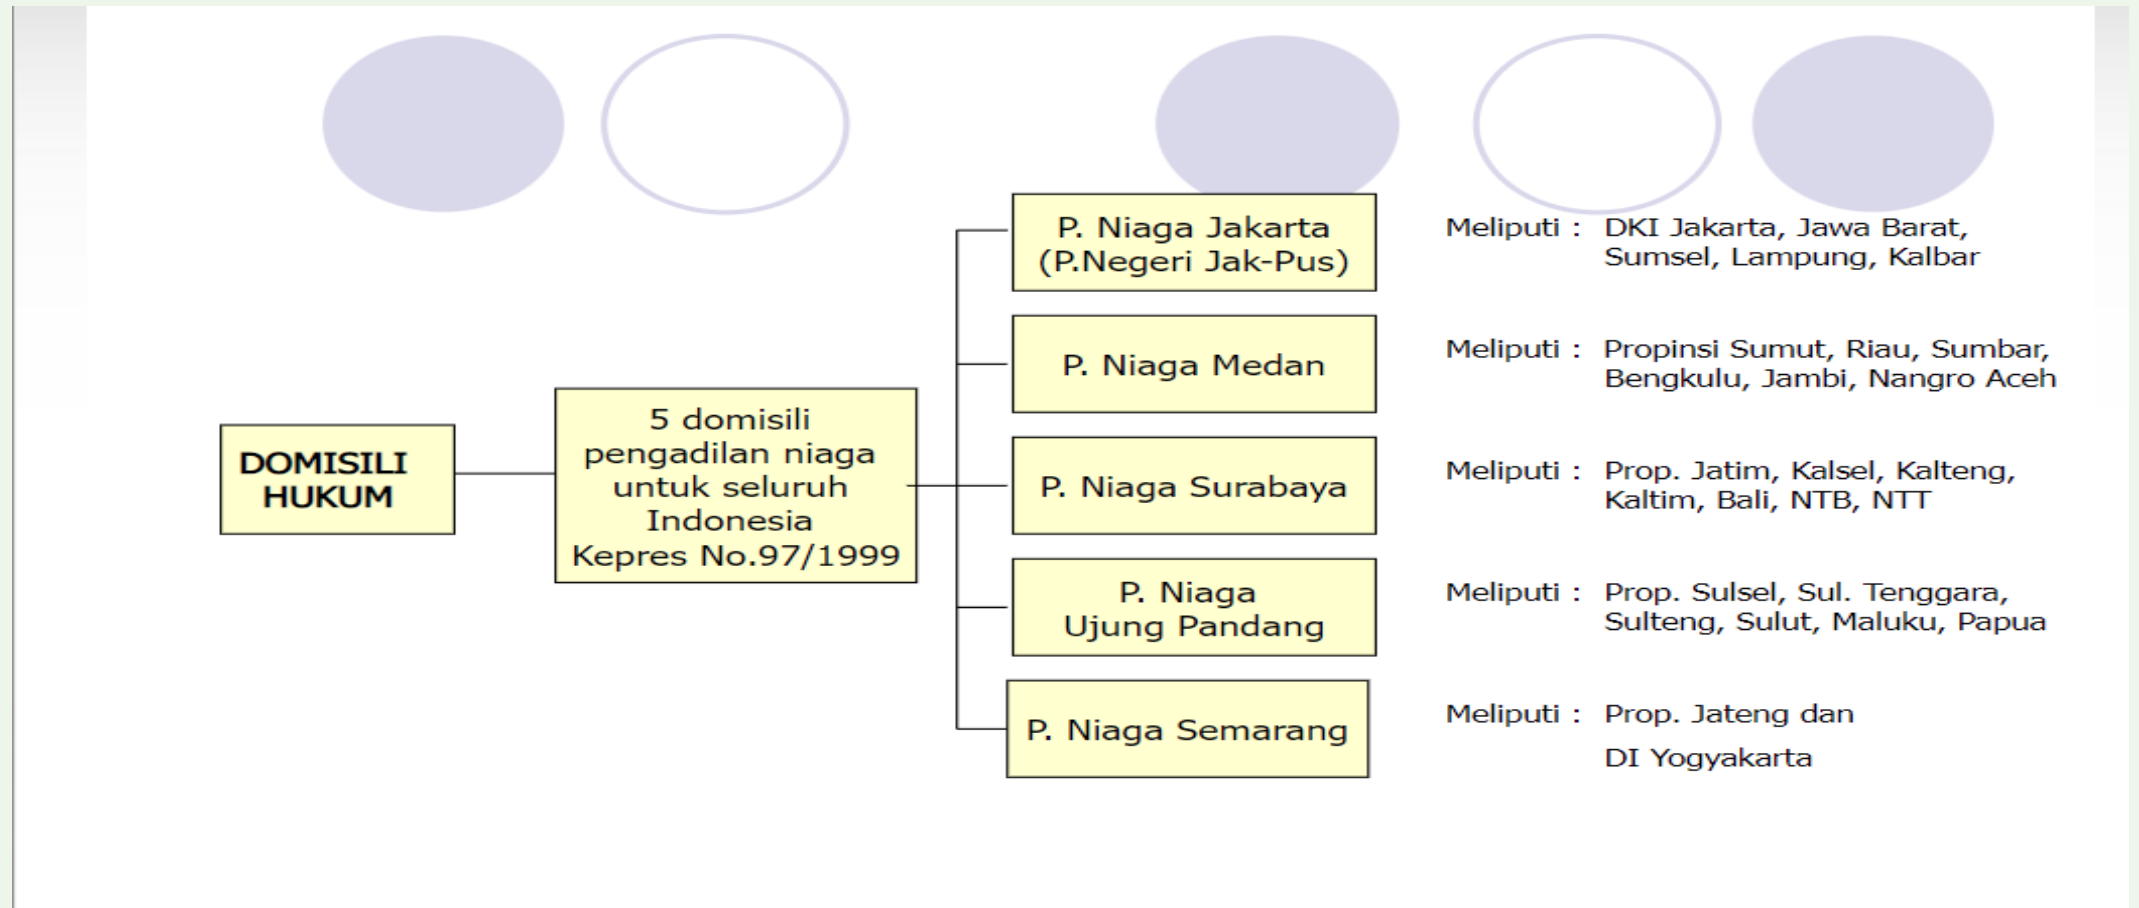 DOMISILI
HUKUM
5 domisili
pengadilan niaga
untuk seluruh
Indonesia
Kepres No.97/1999
P. Niaga Jakarta
(P.Negeri Jak-Pus)
Meliputi : DKI Jakarta, Jawa Barat,
Sumsel, Lampung, Kalbar
P. Niaga Medan
Meliputi : Propinsi Sumut, Riau, Sumbar,
Bengkulu, Jambi, Nangro Aceh
P. Niaga Surabaya
Meliputi : Prop. Jatim, Kalsel, Kalteng,
Kaltim, Bali, NTB, NTT
P. Niaga
Ujung Pandang
Meliputi : Prop. Sulsel, Sul. Tenggara,
Sulteng, Sulut, Maluku, Papua
P. Niaga Semarang
Meliputi : Prop. Jateng dan
DI Yogyakarta